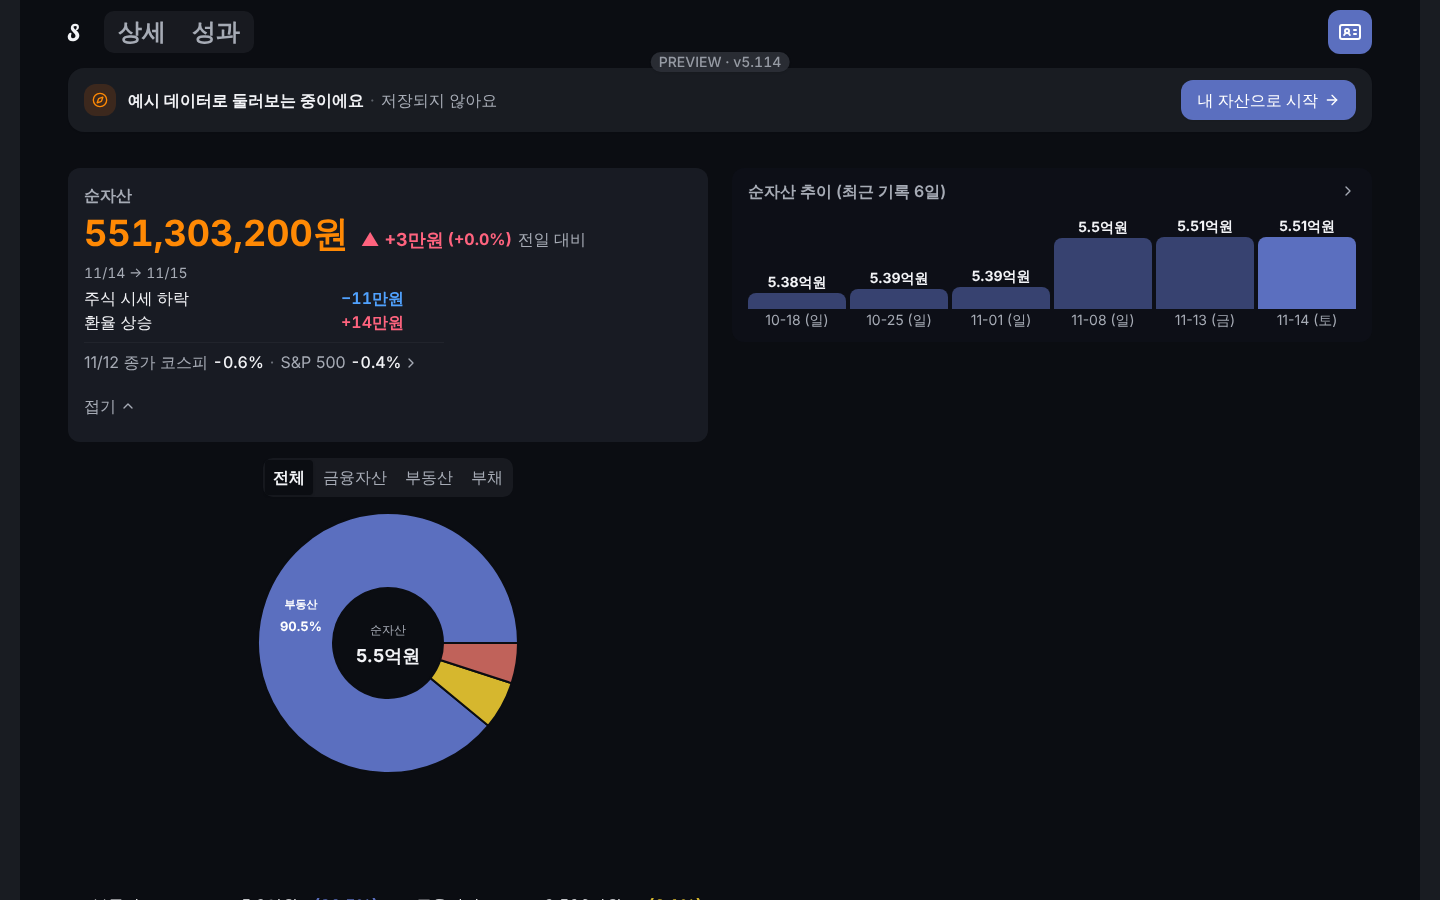 상세 성과
PREVIEW · v5.114
예시 데이터로 둘러보는 중이에요 · 저장되지 않아요
내 자산으로 시작 →
순자산
551,303,200원 ▲ +3만원 (+0.0%) 전일 대비
11/14 → 11/15
주식 시세 하락 −11만원
환율 상승 +14만원
11/12 종가 코스피 -0.6% · S&P 500 -0.4%
접기
순자산 추이 (최근 기록 6일)
5.38억원 5.39억원 5.39억원 5.5억원 5.51억원 5.51억원
10-18 (일) 10-25 (일) 11-01 (일) 11-08 (일) 11-13 (금) 11-14 (토)
전체 금융자산 부동산 부채
부동산
90.5%
순자산
5.5억원